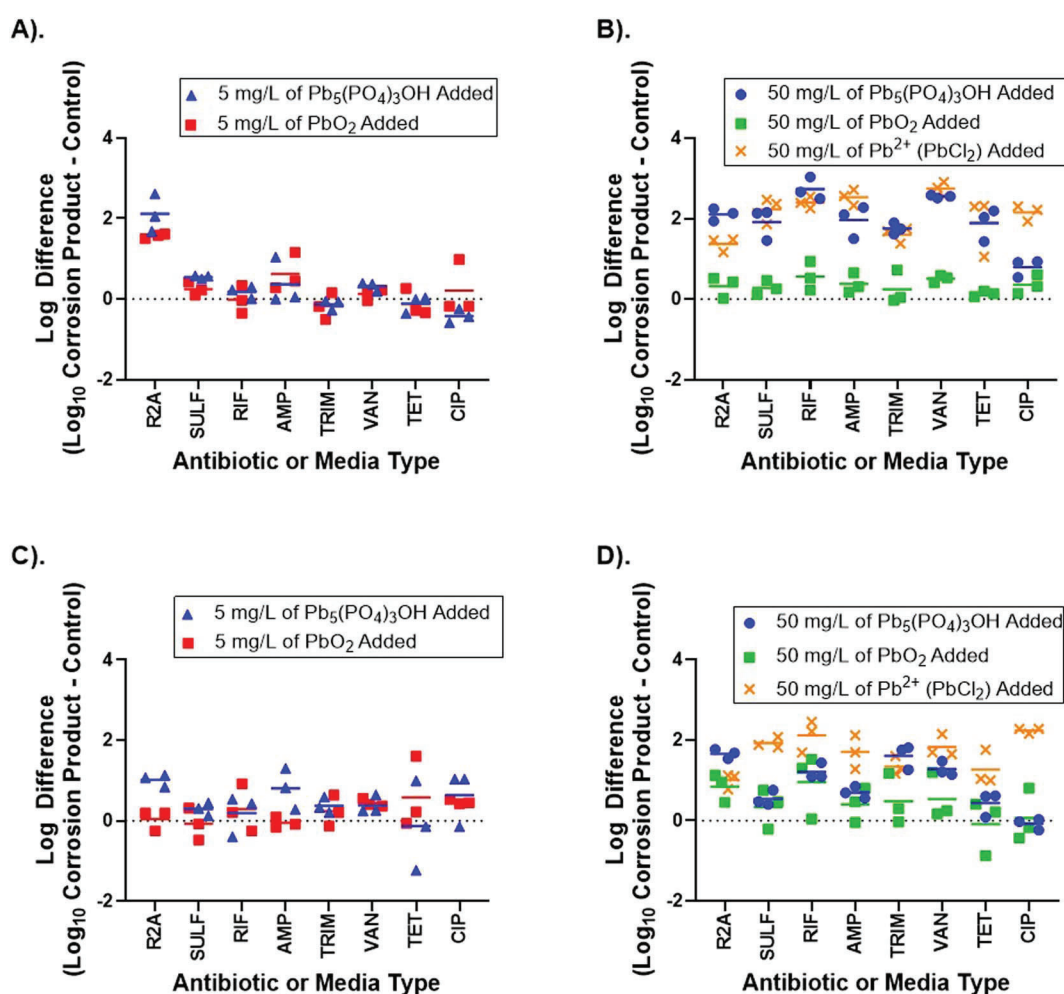 A).
5 mg/L of Pb₅(PO₄)₃OH Added
5 mg/L of PbO₂ Added
Log Difference
(Log₁₀ Corrosion Product - Control)
4
2
0
-2
R2A
SULF
RIF
AMP
TRIM
VAN
TET
CIP
Antibiotic or Media Type
B).
50 mg/L of Pb₅(PO₄)₃OH Added
50 mg/L of PbO₂ Added
50 mg/L of Pb²⁺ (PbCl₂) Added
Log Difference
(Log₁₀ Corrosion Product - Control)
4
2
0
-2
R2A
SULF
RIF
AMP
TRIM
VAN
TET
CIP
Antibiotic or Media Type
C).
5 mg/L of Pb₅(PO₄)₃OH Added
5 mg/L of PbO₂ Added
Log Difference
(Log₁₀ Corrosion Product - Control)
4
2
0
-2
R2A
SULF
RIF
AMP
TRIM
VAN
TET
CIP
Antibiotic or Media Type
D).
50 mg/L of Pb₅(PO₄)₃OH Added
50 mg/L of PbO₂ Added
50 mg/L of Pb²⁺ (PbCl₂) Added
Log Difference
(Log₁₀ Corrosion Product - Control)
4
2
0
-2
R2A
SULF
RIF
AMP
TRIM
VAN
TET
CIP
Antibiotic or Media Type